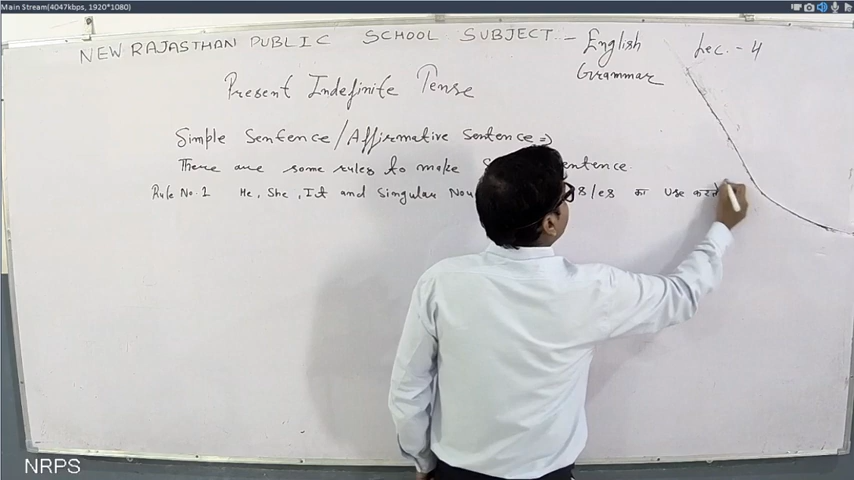 Main Stream(4047kbps, 1920*1080)
NEW RAJASTHAN PUBLIC SCHOOL SUBJECT:- English Lec. - 4
Grammar
Present Indefinite Tense
Simple Sentence/Affirmative Sentence =>
There are some rules to make
Rule No. 1 He, She, It and Singular s/es का use करते
NRPS